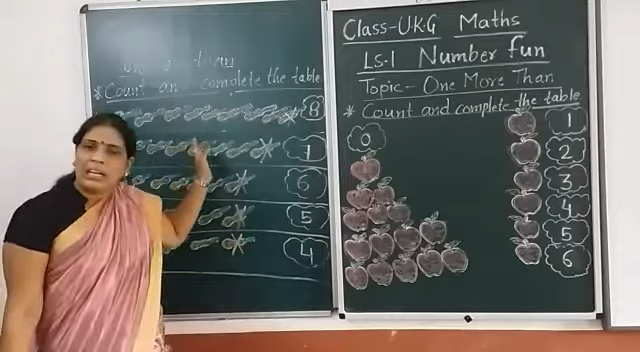 * Count and complete the table
8
7
6
5
4
Class-U.K.G Maths
Ls.1 Number fun
Topic- One More Than
* Count and complete the table
0
1
2
3
4
5
6